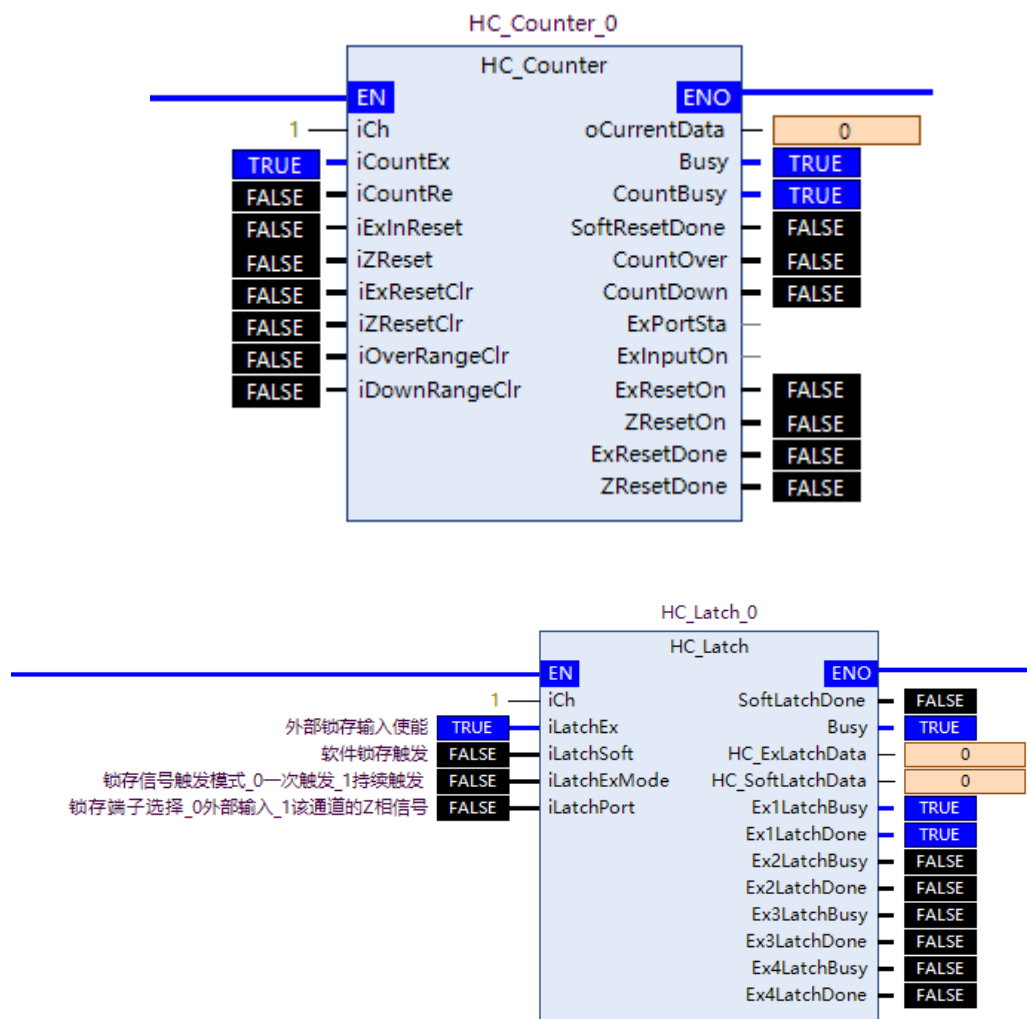 HC_Counter_0
HC_Counter
EN ENO
1 iCh oCurrentData 0
TRUE iCountEx Busy TRUE
FALSE iCountRe CountBusy TRUE
FALSE iExInReset SoftResetDone FALSE
FALSE iZReset CountOver FALSE
FALSE iExResetClr CountDown FALSE
FALSE iZResetClr ExPortSta
FALSE iOverRangeClr ExInputOn
FALSE iDownRangeClr ExResetOn FALSE
ZResetOn FALSE
ExResetDone FALSE
ZResetDone FALSE
HC_Latch_0
HC_Latch
EN ENO
1 iCh SoftLatchDone FALSE
外部锁存输入使能 TRUE iLatchEx Busy TRUE
软件锁存触发 FALSE iLatchSoft HC_ExLatchData 0
锁存信号触发模式_0一次触发_1持续触发 FALSE iLatchExMode HC_SoftLatchData 0
锁存端子选择_0外部输入_1该通道的Z相信号 FALSE iLatchPort Ex1LatchBusy TRUE
Ex1LatchDone TRUE
Ex2LatchBusy FALSE
Ex2LatchDone FALSE
Ex3LatchBusy FALSE
Ex3LatchDone FALSE
Ex4LatchBusy FALSE
Ex4LatchDone FALSE